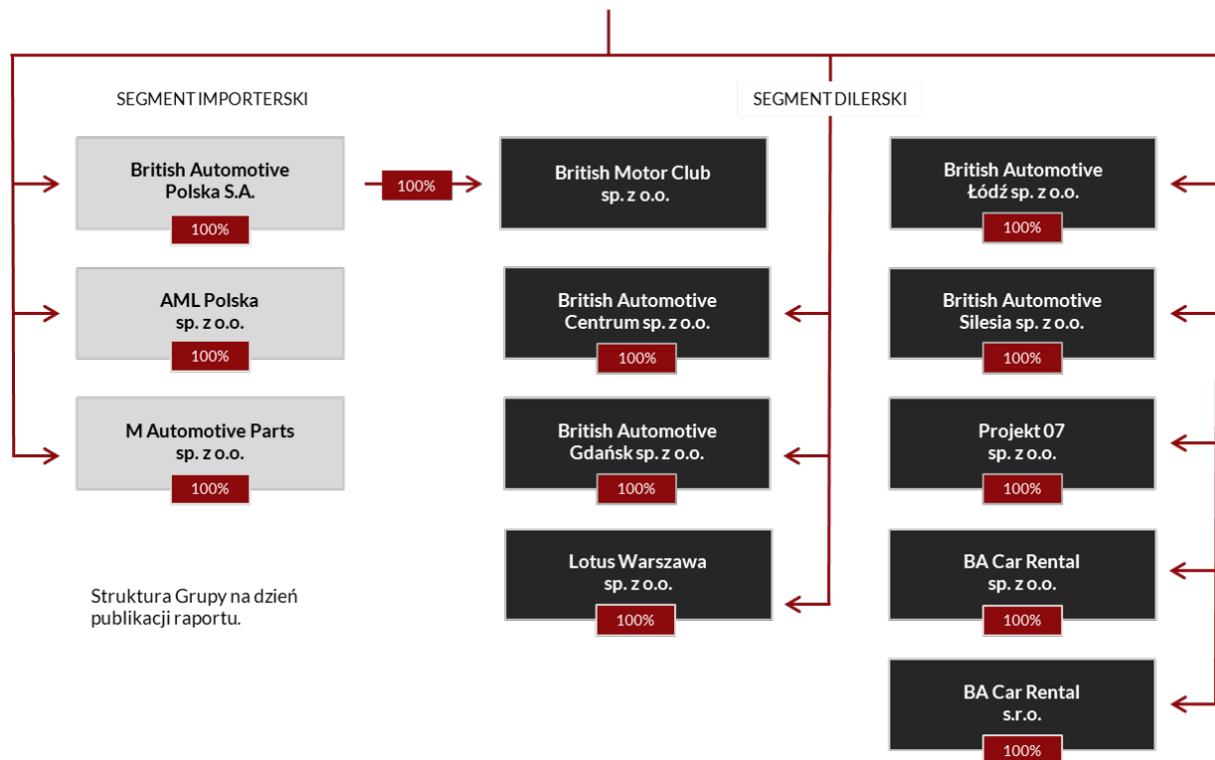 SEGMENT IMPORTERSKI
SEGMENT DILERSKI
British Automotive
Polska S.A.
100%
100%
British Motor Club
sp. z o.o.
British Automotive
Łódź sp. z o.o.
100%
AML Polska
sp. z o.o.
100%
British Automotive
Centrum sp. z o.o.
100%
British Automotive
Silesia sp. z o.o.
100%
M Automotive Parts
sp. z o.o.
100%
British Automotive
Gdańsk sp. z o.o.
100%
Projekt 07
sp. z o.o.
100%
Struktura Grupy na dzień
publikacji raportu.
Lotus Warszawa
sp. z o.o.
100%
BA Car Rental
sp. z o.o.
100%
BA Car Rental
s.r.o.
100%